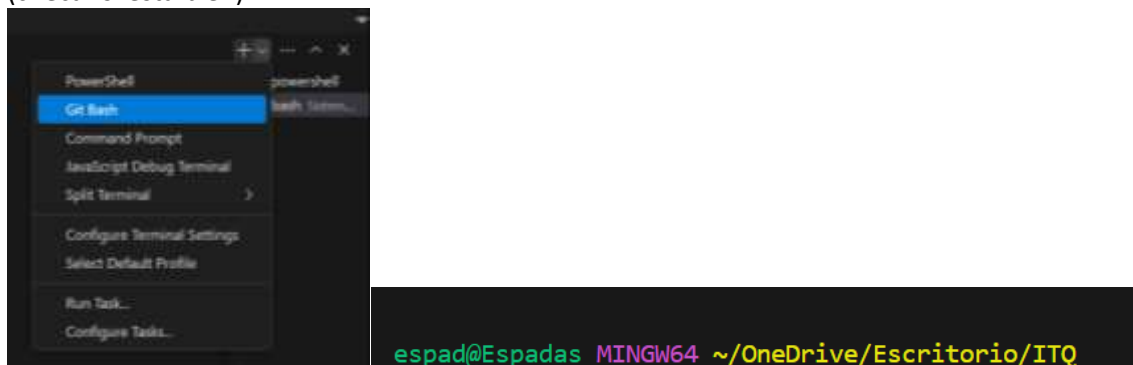 PowerShell
powershell
Git Bash
bash
Command Prompt
JavaScript Debug Terminal
Split Terminal
Configure Terminal Settings
Select Default Profile
Run Task...
Configure Tasks...
espad@Espadas MINGW64 ~/OneDrive/Escritorio/ITQ